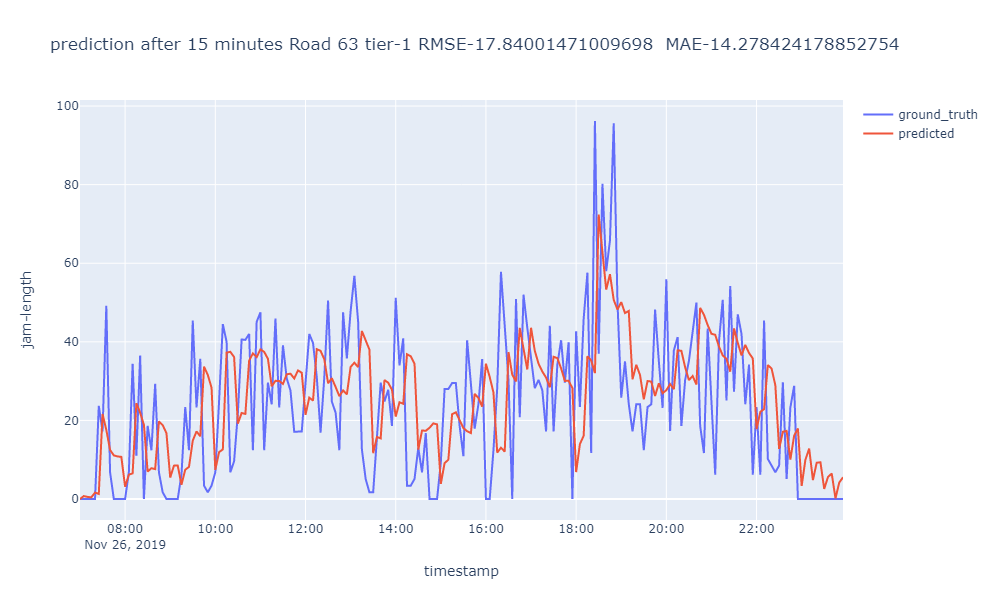 prediction after 15 minutes Road 63 tier-1 RMSE-17.84001471009698  MAE-14.278424178852754
ground_truth
predicted
jam-length
100
80
60
40
20
0
08:00 10:00 12:00 14:00 16:00 18:00 20:00 22:00
Nov 26, 2019
timestamp